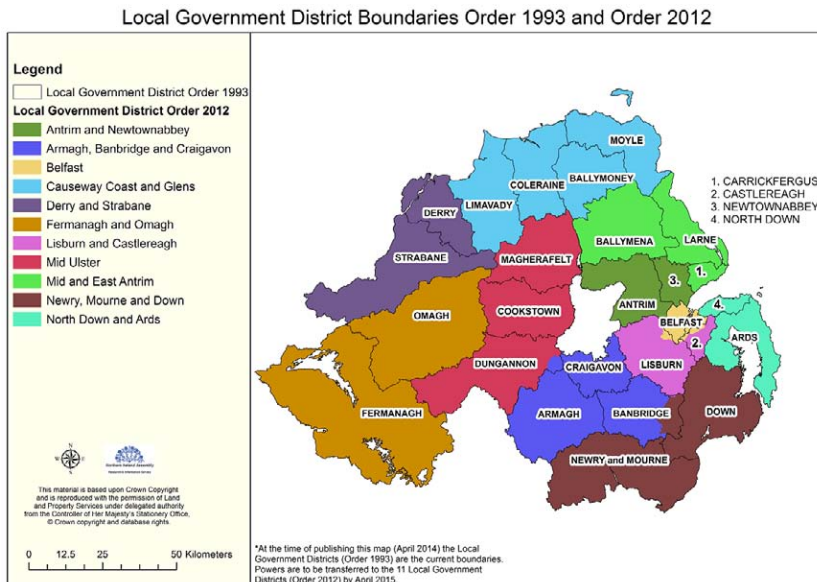 Local Government District Boundaries Order 1993 and Order 2012
Legend
Local Government District Order 1993
Local Government District Order 2012
Antrim and Newtownabbey
Armagh, Banbridge and Craigavon
Belfast
Causeway Coast and Glens
Derry and Strabane
Fermanagh and Omagh
Lisburn and Castlereagh
Mid Ulster
Mid and East Antrim
Newry, Mourne and Down
North Down and Ards
Northern Ireland Assembly
This material is based upon Crown Copyright
and is reproduced with the permission of Land
and Property Services under delegated authority
from the Controller of Her Majesty's Stationery Office,
© Crown copyright and database rights.
0 12.5 25 50 Kilometers
MOYLE
COLERAINE
BALLYMONEY
LIMAVADY
DERRY
BALLYMENA
LARNE
STRABANE
MAGHERAFELT
3.
1.
ANTRIM
4.
OMAGH
COOKSTOWN
BELFAST
2.
ARDS
DUNGANNON
CRAIGAVON
LISBURN
FERMANAGH
ARMAGH
BANBRIDGE
DOWN
NEWRY and MOURNE
1. CARRICKFERGUS
2. CASTLEREAGH
3. NEWTOWNABBEY
4. NORTH DOWN
*At the time of publishing this map (April 2014) the Local
Government Districts (Order 1993) are the current boundaries.
Powers are to be transferred to the 11 Local Government
Districts (Order 2012) by April 2015.